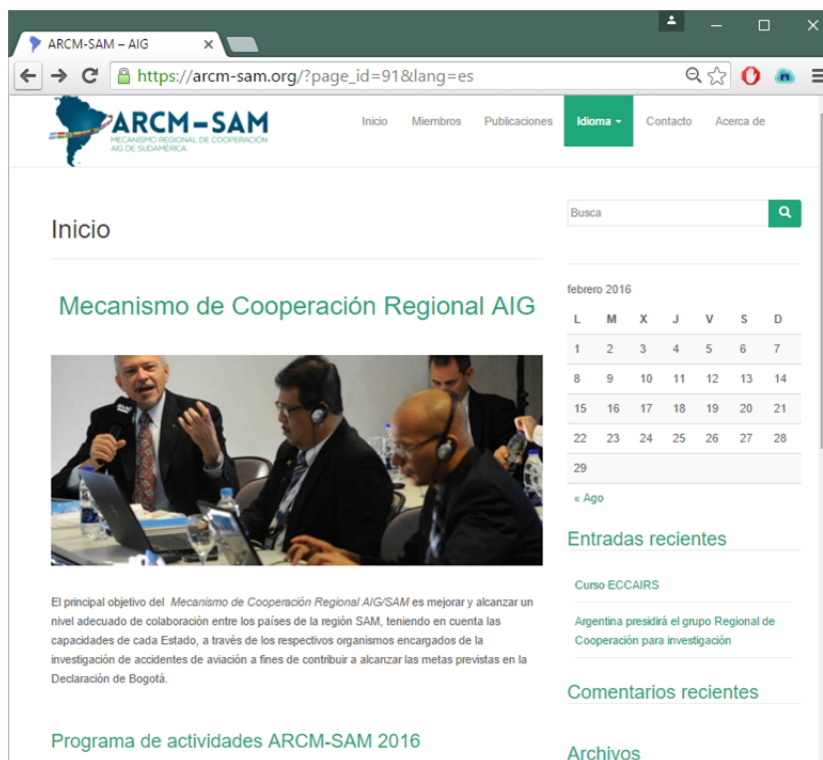 ARCM-SAM – AIG
https://arcm-sam.org/?page_id=91&lang=es
ARCM-SAM
MECANISMO REGIONAL DE COOPERACIÓN
AIG DE SUDAMÉRICA
Inicio Miembros Publicaciones Idioma Contacto Acerca de
Inicio
Mecanismo de Cooperación Regional AIG
El principal objetivo del Mecanismo de Cooperación Regional AIG/SAM es mejorar y alcanzar un
nivel adecuado de colaboración entre los países de la región SAM, teniendo en cuenta las
capacidades de cada Estado, a través de los respectivos organismos encargados de la
investigación de accidentes de aviación a fines de contribuir a alcanzar las metas previstas en la
Declaración de Bogotá.
Programa de actividades ARCM-SAM 2016
Busca
febrero 2016
L M X J V S D
1 2 3 4 5 6 7
8 9 10 11 12 13 14
15 16 17 18 19 20 21
22 23 24 25 26 27 28
29
« Ago
Entradas recientes
Curso ECCAIRS
Argentina presidirá el grupo Regional de
Cooperación para investigación
Comentarios recientes
Archivos